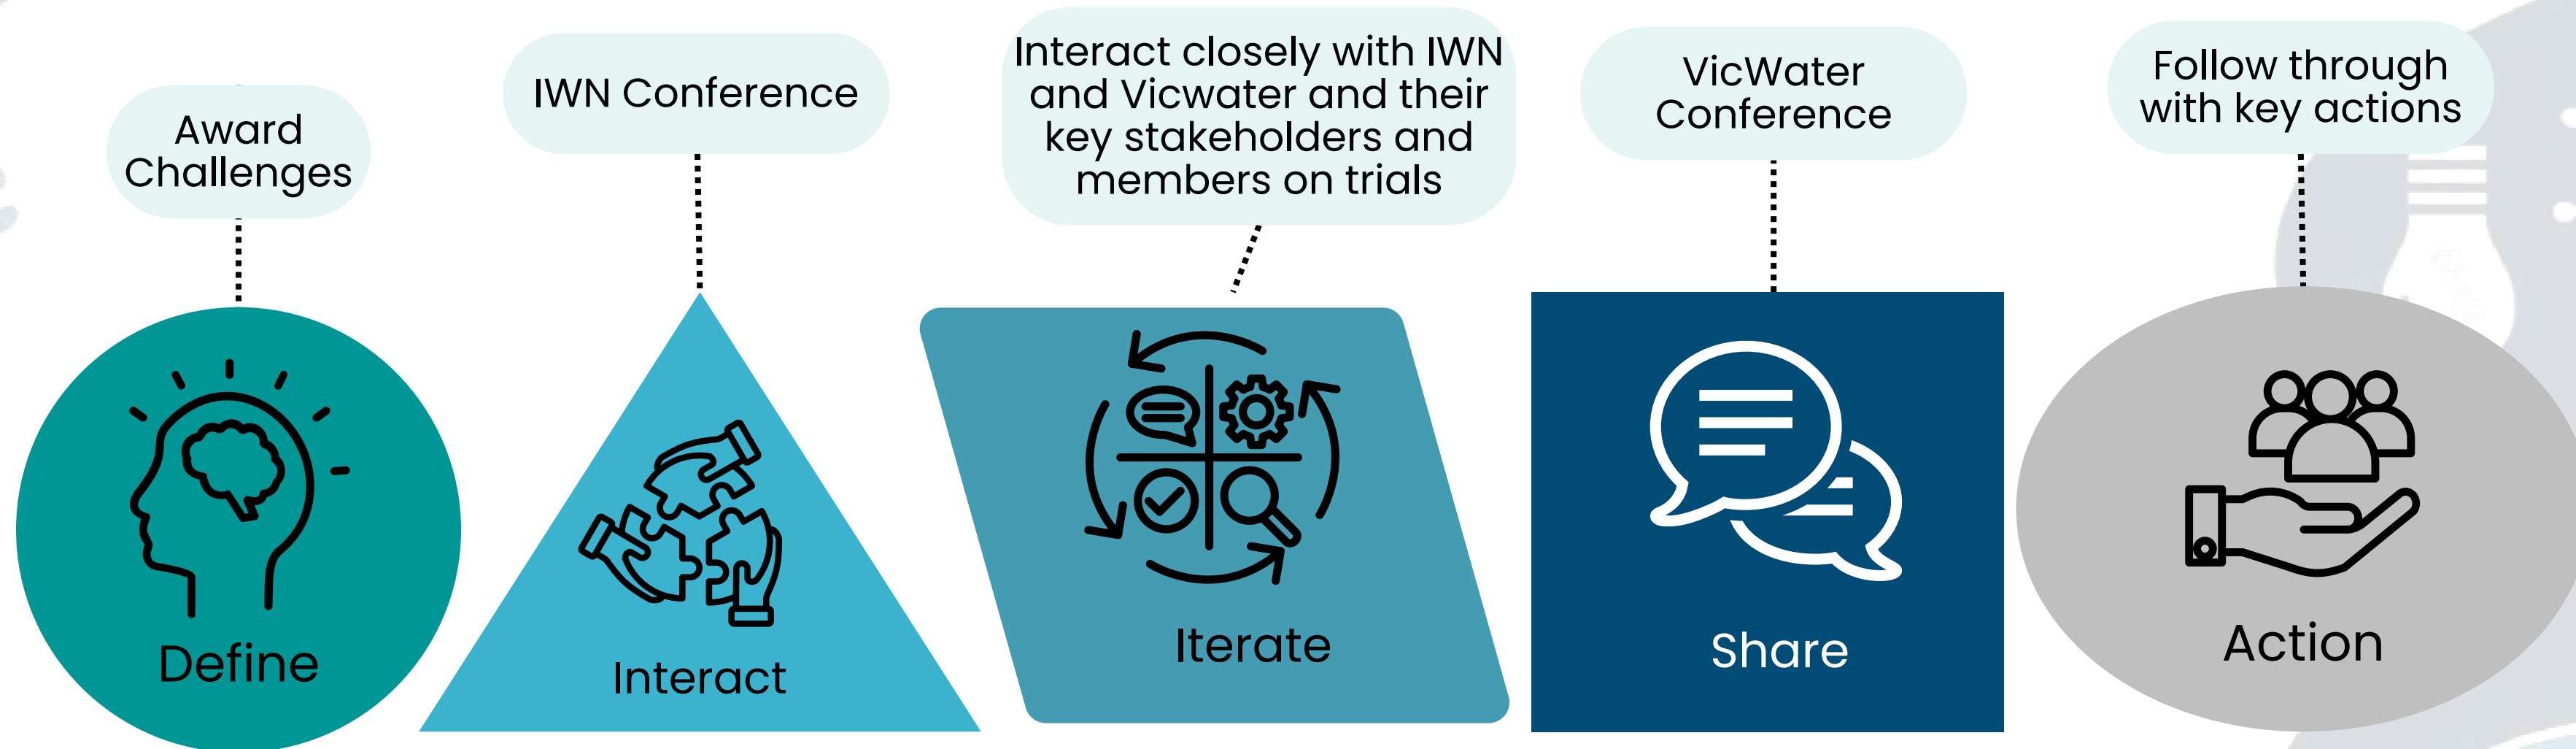 Award
Challenges
IWN Conference
Interact closely with IWN
and Vicwater and their
key stakeholders and
members on trials
VicWater
Conference
Follow through
with key actions
Define
Interact
Iterate
Share
Action